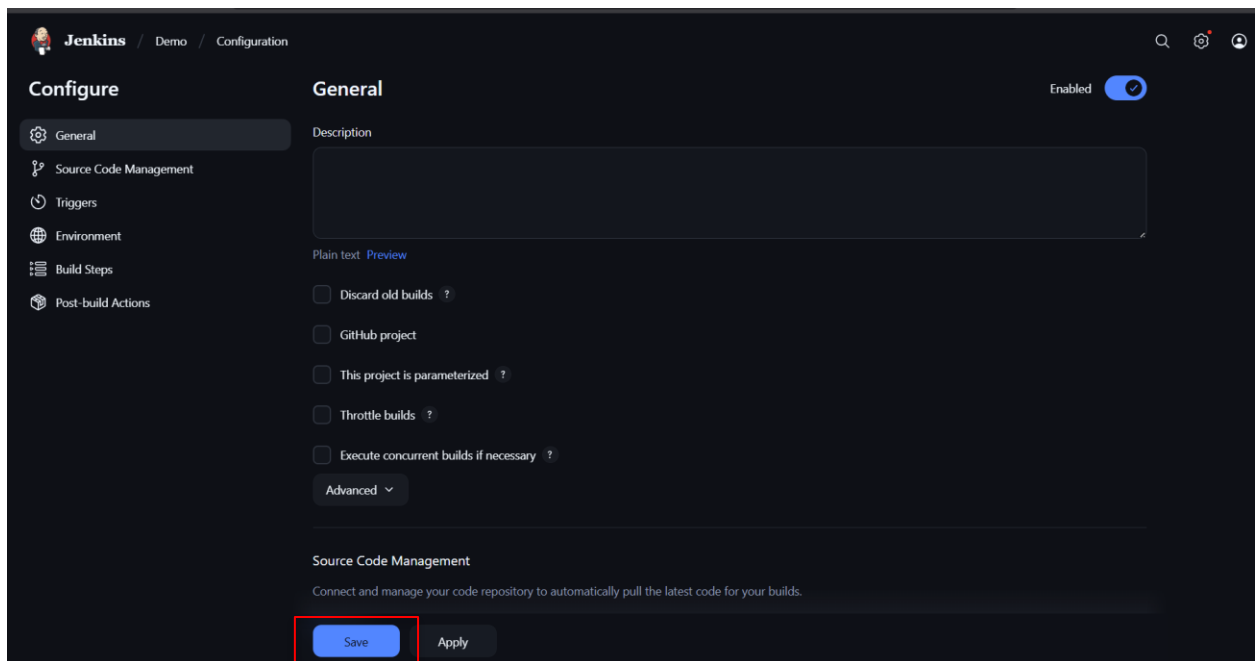 Jenkins / Demo / Configuration
Configure
General
Source Code Management
Triggers
Environment
Build Steps
Post-build Actions
General
Enabled
Description
Plain text Preview
Discard old builds ?
GitHub project
This project is parameterized ?
Throttle builds ?
Execute concurrent builds if necessary ?
Advanced
Source Code Management
Connect and manage your code repository to automatically pull the latest code for your builds.
Save Apply